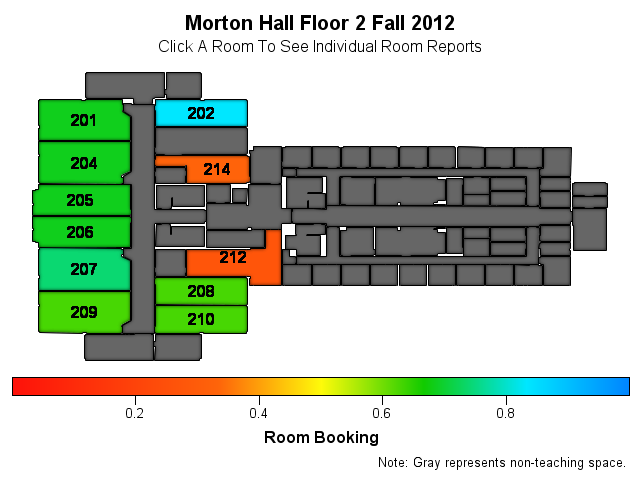 Morton Hall Floor 2 Fall 2012
Click A Room To See Individual Room Reports
201
202
204
214
205
206
207
212
208
209
210
0.2 0.4 0.6 0.8
Room Booking
Note: Gray represents non-teaching space.